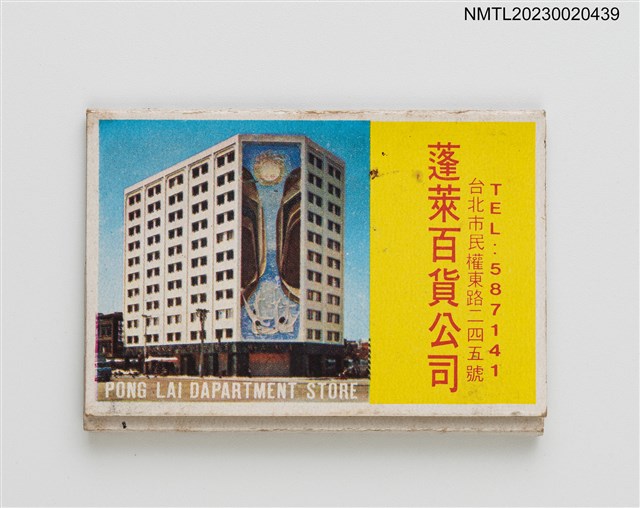 NMTL20230020439
蓬萊百貨公司
台北市民權東路二四五號
TEL:587141
PONG LAI DAPARTMENT STORE